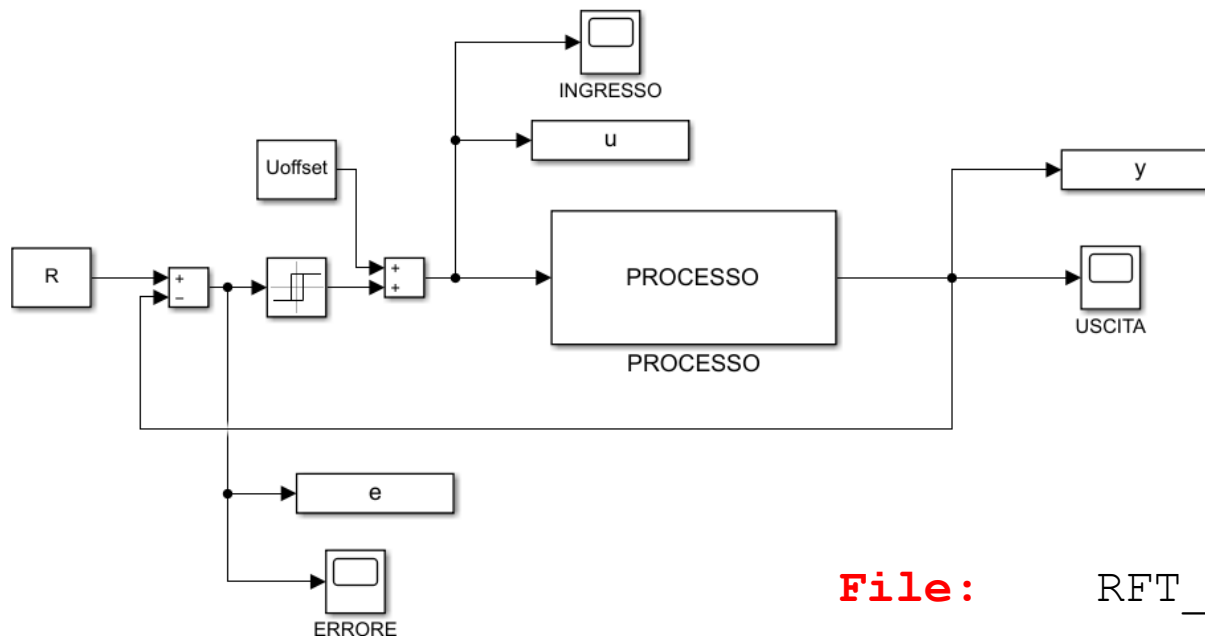 INGRESSO
u
Uoffset
y
R
+
−
+
+
PROCESSO
USCITA
PROCESSO
e
File: RFT_
ERRORE